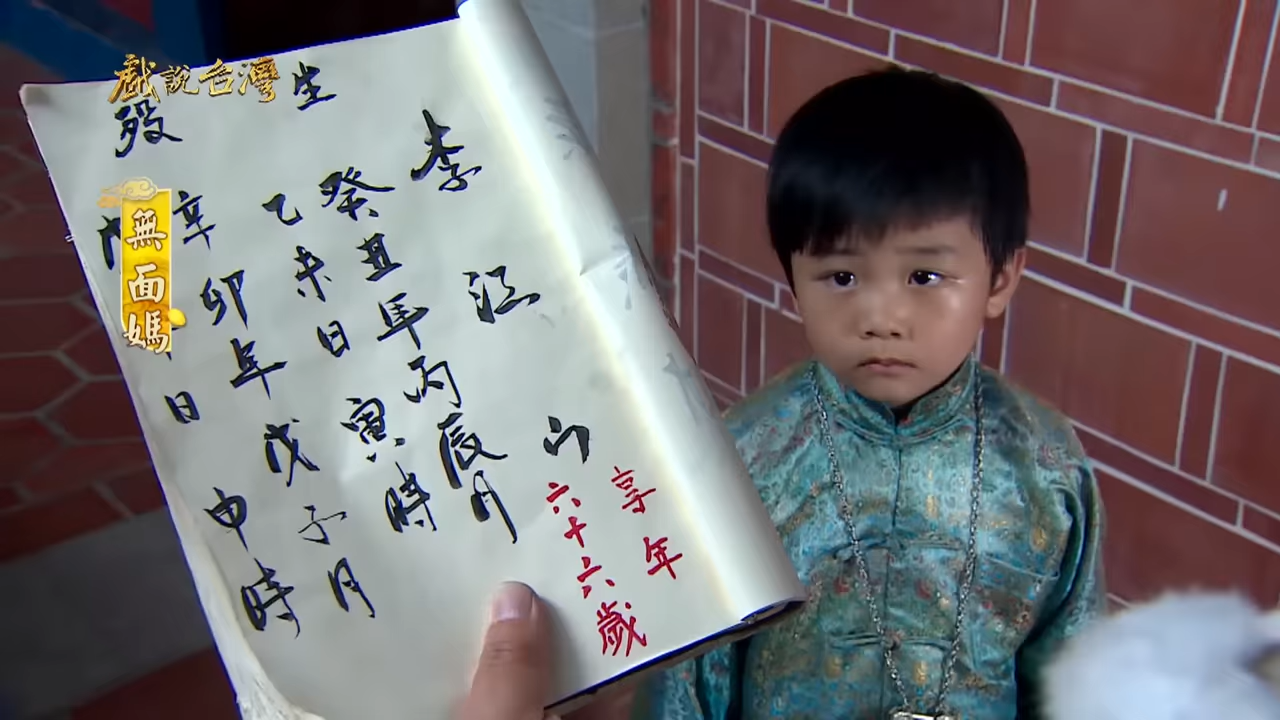 戲說台灣
無面媽
李江山
享年
六十六歲
生
癸丑年丙辰月
乙未日寅時
歿
辛卯年戊子月
日申時